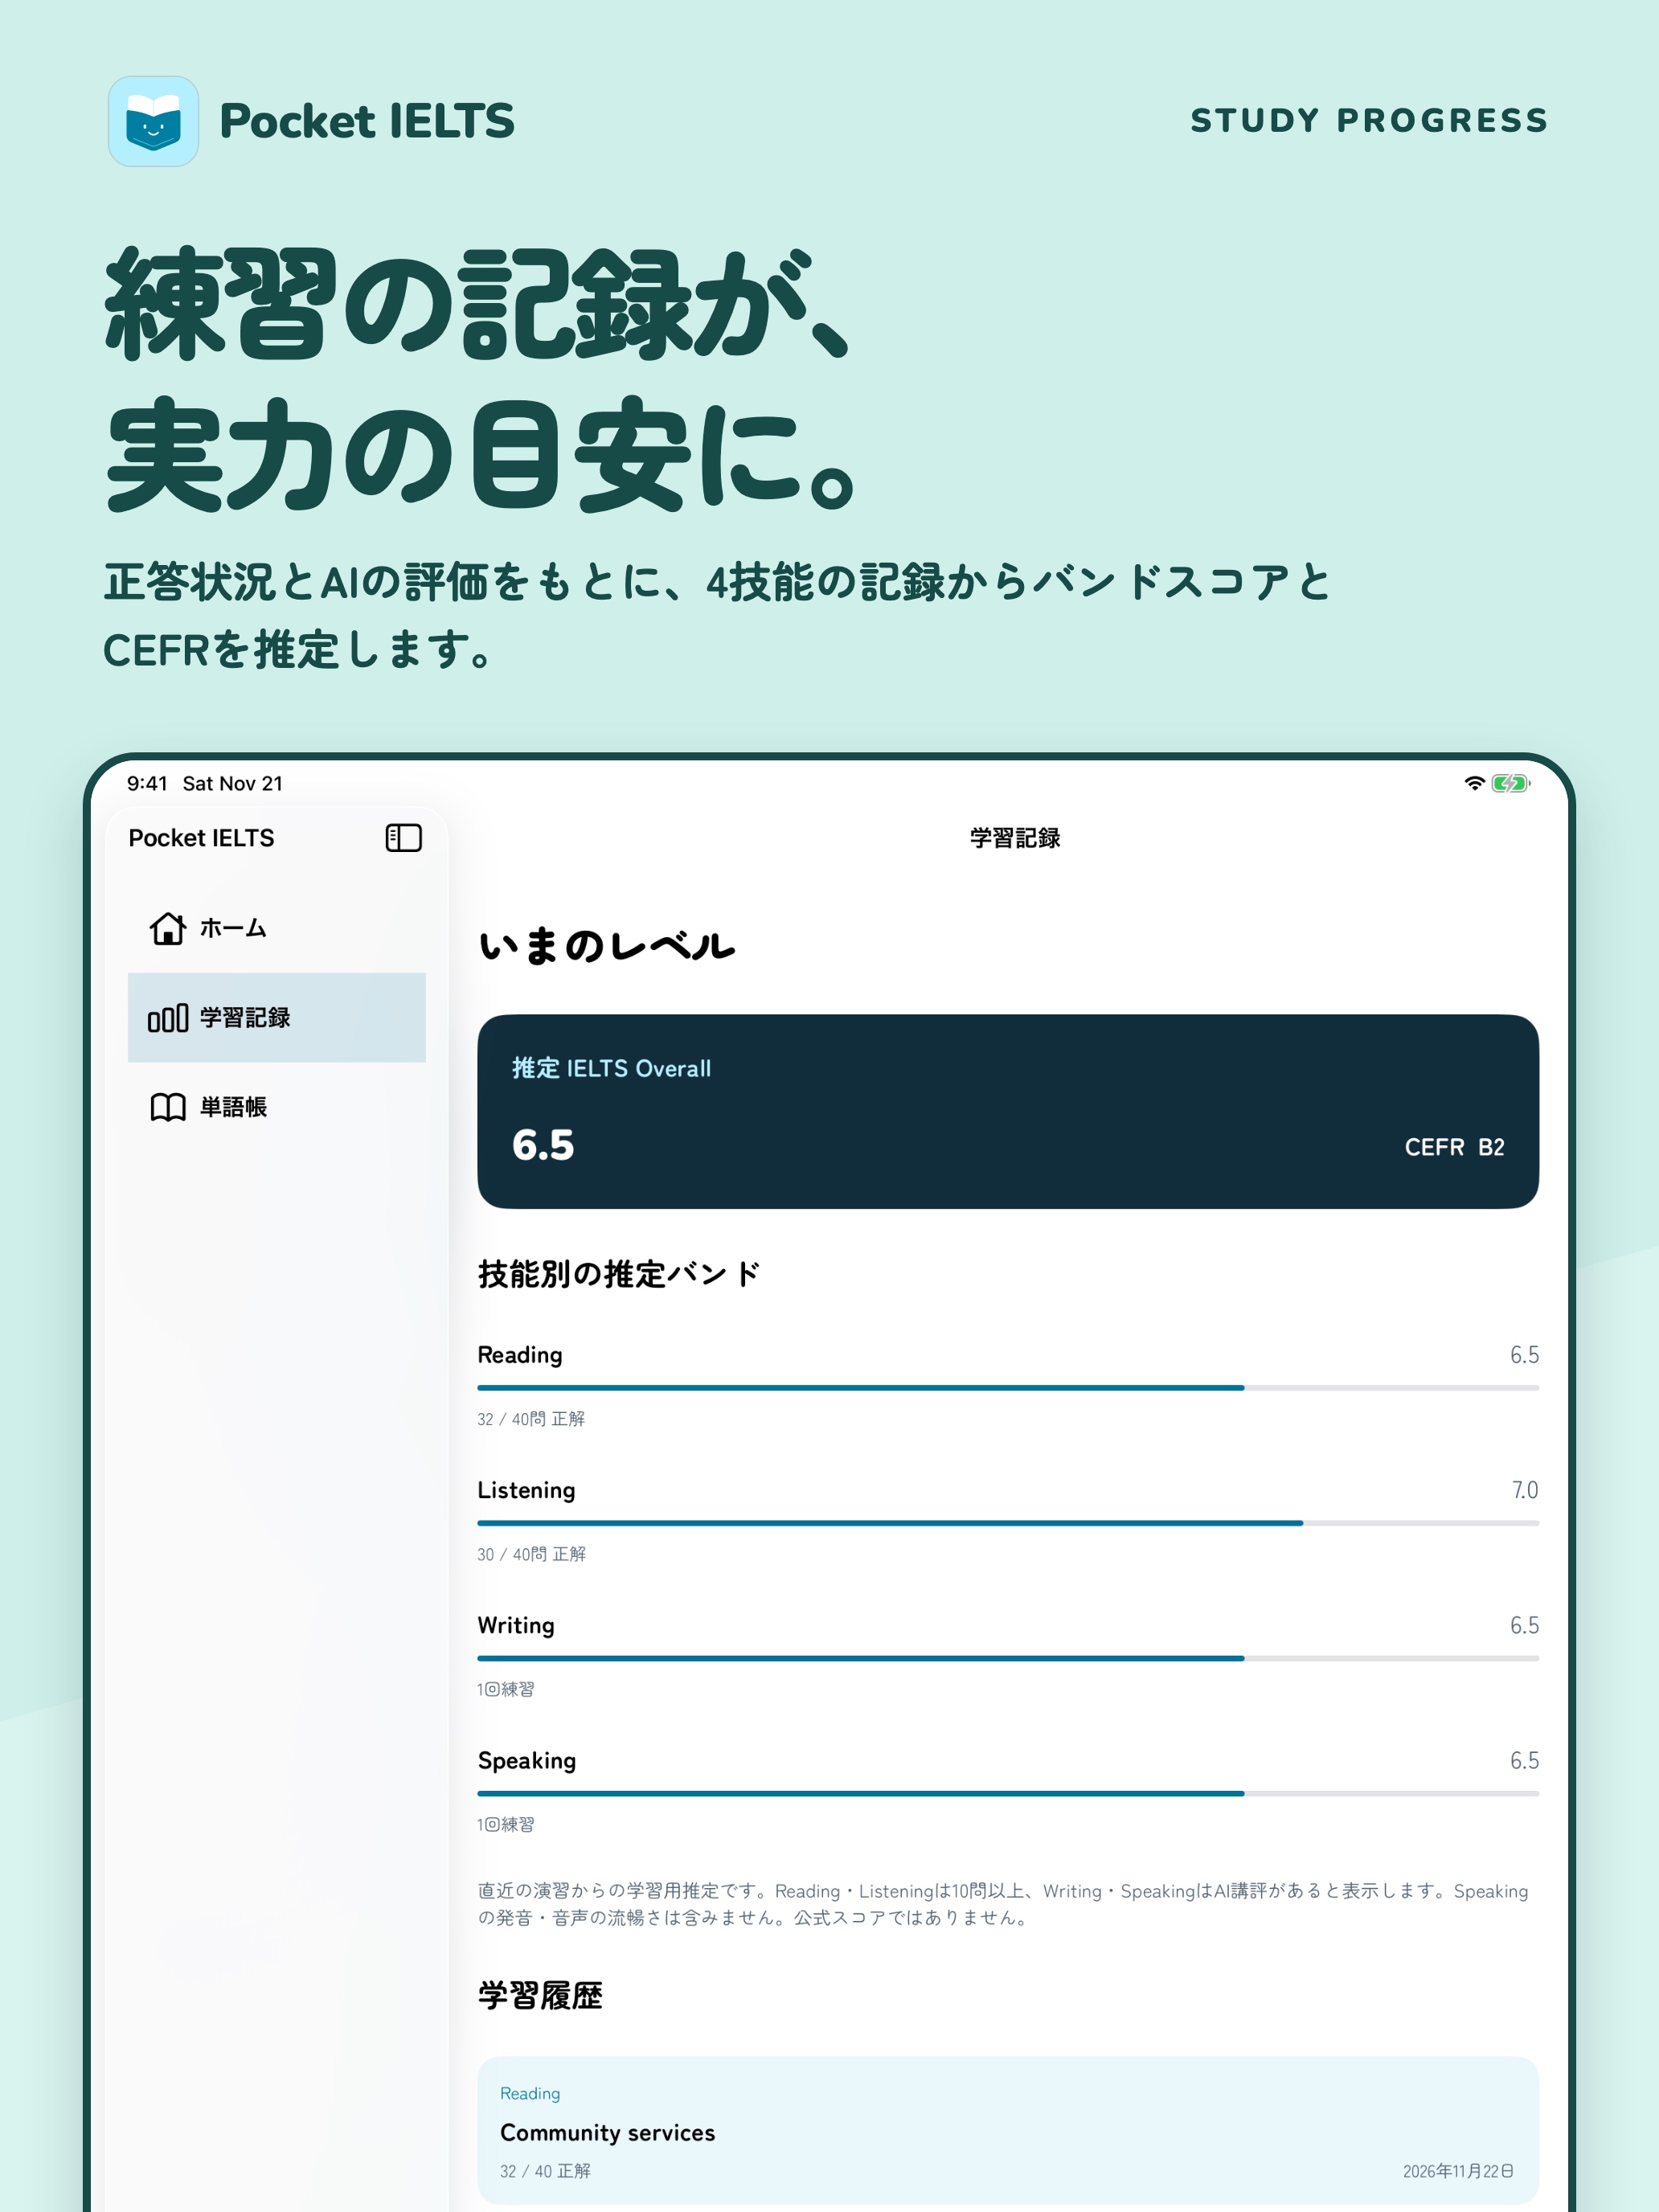 Pocket IELTS
STUDY PROGRESS
練習の記録が、
実力の目安に。
正答状況とAIの評価をもとに、4技能の記録からバンドスコアと
CEFRを推定します。
9:41 Sat Nov 21
Pocket IELTS
学習記録
ホーム
学習記録
単語帳
いまのレベル
推定 IELTS Overall
6.5
CEFR B2
技能別の推定バンド
Reading
6.5
32 / 40問 正解
Listening
7.0
30 / 40問 正解
Writing
6.5
1回練習
Speaking
6.5
1回練習
直近の演習からの学習用推定です。Reading・Listeningは10問以上、Writing・SpeakingはAI講評があると表示します。Speaking
の発音・音声の流暢さは含みません。公式スコアではありません。
学習履歴
Reading
Community services
32 / 40 正解
2026年11月22日